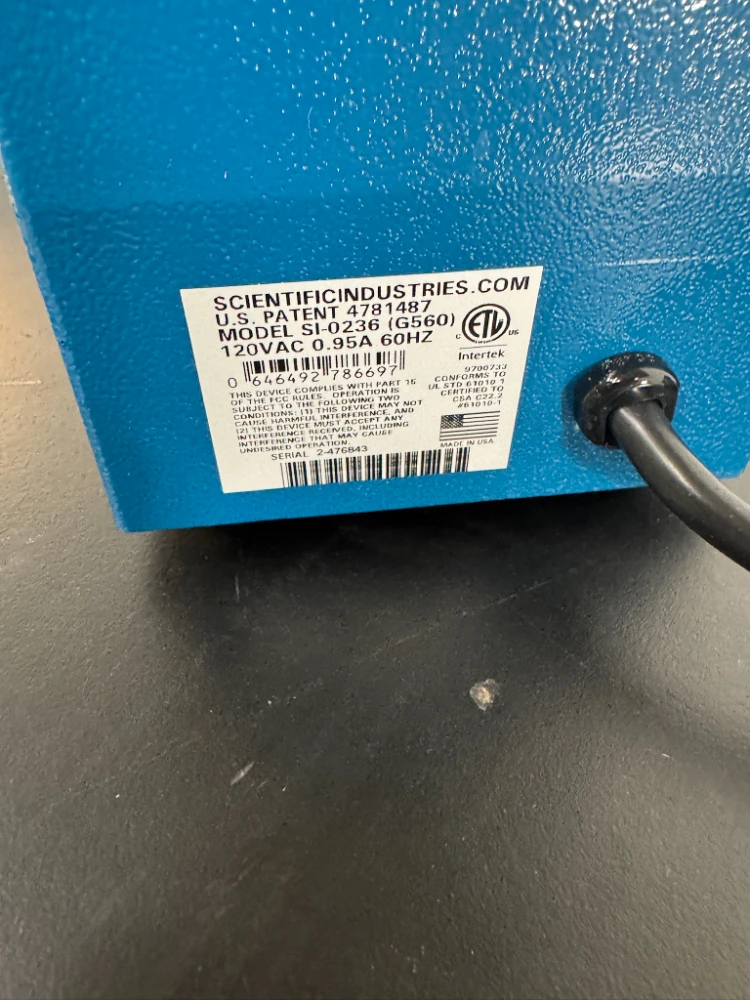 SCIENTIFICINDUSTRIES.COM
U.S. PATENT 4781487
MODEL SI-0236 (G560)
120VAC 0.95A 60HZ
C ETL US
Intertek
0 646492 786697
9700733
CONFORMS TO
UL STD 61010-1
CERTIFIED TO
CSA C22.2
#61010-1
THIS DEVICE COMPLIES WITH PART 15
OF THE FCC RULES. OPERATION IS
SUBJECT TO THE FOLLOWING TWO
CONDITIONS: (1) THIS DEVICE MAY NOT
CAUSE HARMFUL INTERFERENCE, AND
(2) THIS DEVICE MUST ACCEPT ANY
INTERFERENCE RECEIVED, INCLUDING
INTERFERENCE THAT MAY CAUSE
UNDESIRED OPERATION.
MADE IN USA
SERIAL 2-476843